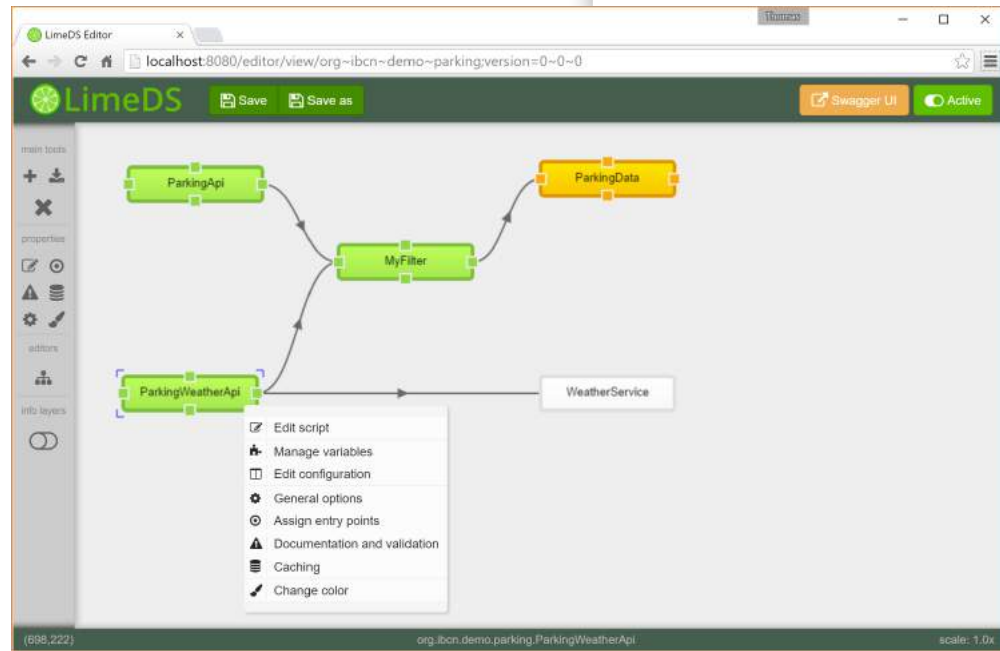 Thomas
LimeDS Editor
localhost:8080/editor/view/org~ibcn~demo~parking;version=0~0~0
LimeDS
Save
Save as
Swagger UI
Active
main tools
ParkingApi
ParkingData
properties
MyFilter
editors
ParkingWeatherApi
WeatherService
info layers
Edit script
Manage variables
Edit configuration
General options
Assign entry points
Documentation and validation
Caching
Change color
(698,222)
org.ibcn.demo.parking.ParkingWeatherApi
scale: 1.0x